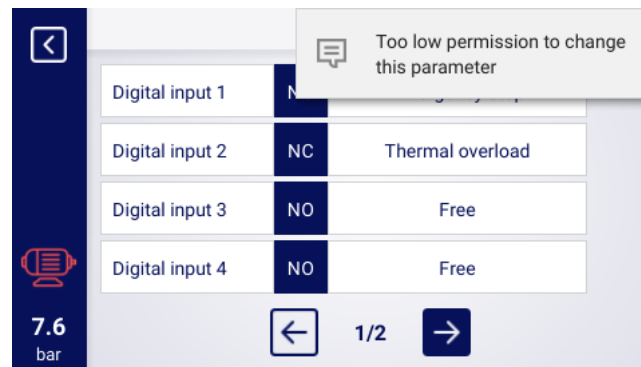 Too low permission to change
this parameter
Digital input 1
Digital input 2 NC Thermal overload
Digital input 3 NO Free
Digital input 4 NO Free
7.6
bar
1/2